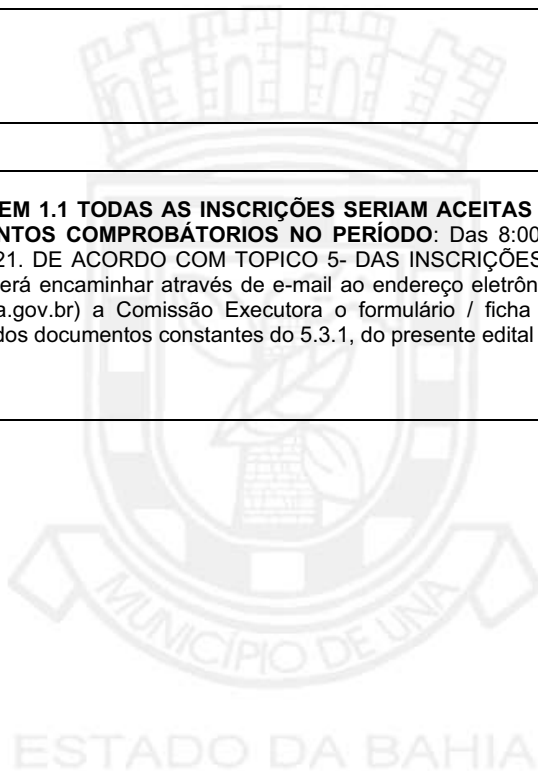 EM 1.1 TODAS AS INSCRIÇÕES SERIAM ACEITAS
NTOS COMPROBÁTORIOS NO PERÍODO: Das 8:00
21. DE ACORDO COM TOPICO 5- DAS INSCRIÇÕES
erá encaminhar através de e-mail ao endereço eletrôn
a.gov.br) a Comissão Executora o formulário / ficha
dos documentos constantes do 5.3.1, do presente edital
MUNICÍPIO DE UNA
ESTADO DA BAHIA